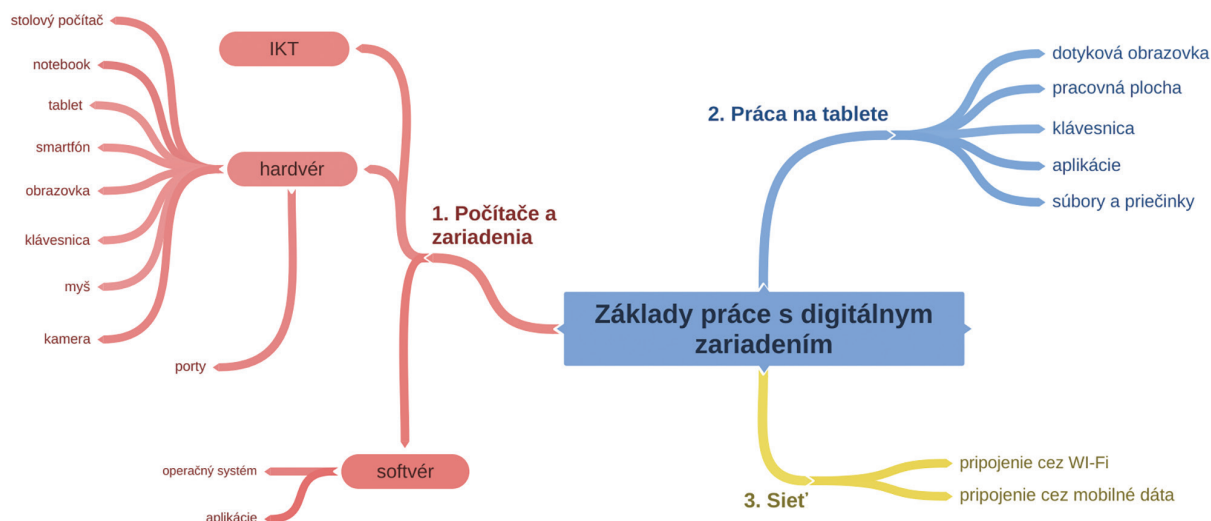 Základy práce s digitálnym
zariadením
1. Počítače a
zariadenia
IKT
hardvér
stolový počítač
notebook
tablet
smartfón
obrazovka
klávesnica
myš
kamera
porty
softvér
operačný systém
aplikácie
2. Práca na tablete
dotyková obrazovka
pracovná plocha
klávesnica
aplikácie
súbory a priečinky
3. Sieť
pripojenie cez WI-Fi
pripojenie cez mobilné dáta